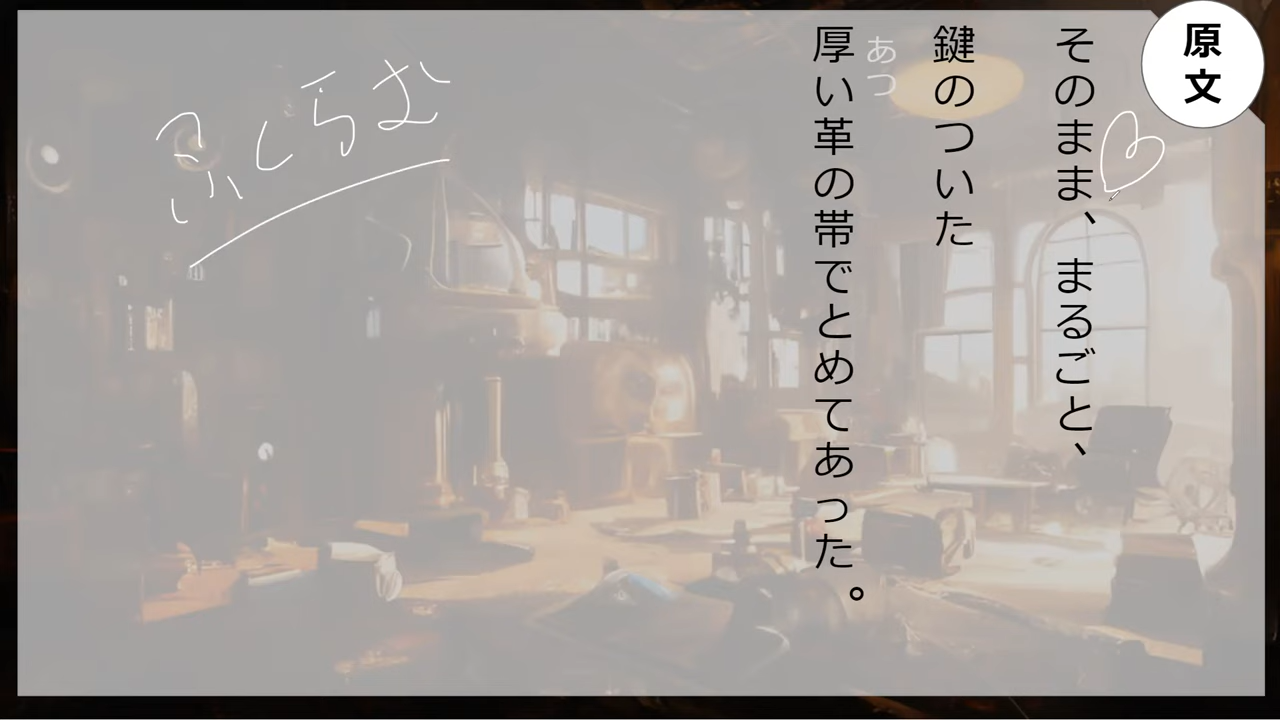 原文
そのまま、まるごと、
鍵のついた
あつ
厚い革の帯でとめてあった。
ふくらむ